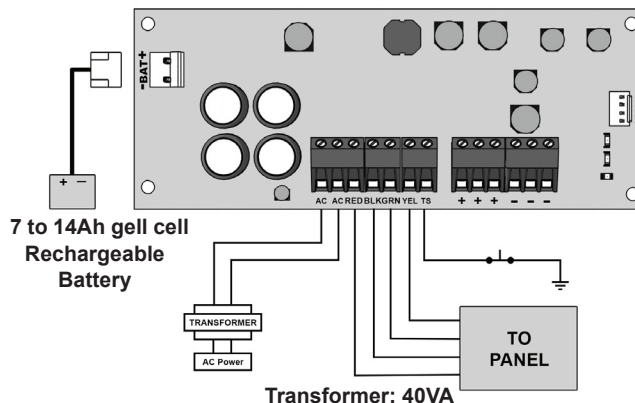 -BAT+
+ −
7 to 14Ah gell cell
Rechargeable
Battery
AC AC RED BLK GRN YEL TS + + + - - -
TRANSFORMER
AC Power
TO
PANEL
Transformer: 40VA